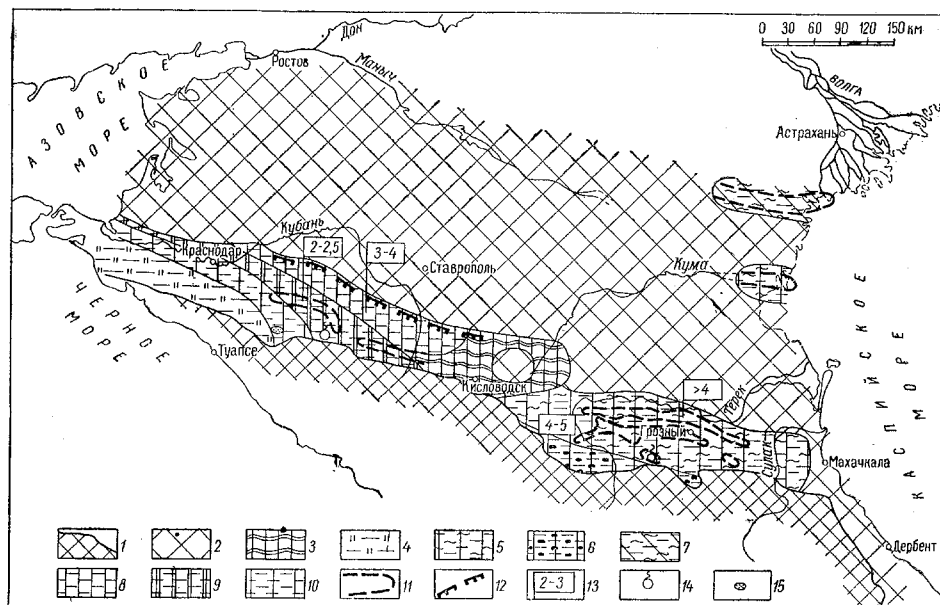 0 30 60 90 120 150 км
Дон
Ростов
Маныч
ВОЛГА
Астрахань
АЗОВСКОЕ
МОРЕ
Кубань
Краснодар
2-2,5
3-4
Ставрополь
Кума
ЧЕРНОЕ
МОРЕ
Туапсе
Кисловодск
>4
Терек
4-5
Грозный
Сулак
Махачкала
КАСПИЙСКОЕ
МОРЕ
Дербент
1 2 3 4 5 6 7
8 9 10 11 12 2-3 13 14 15